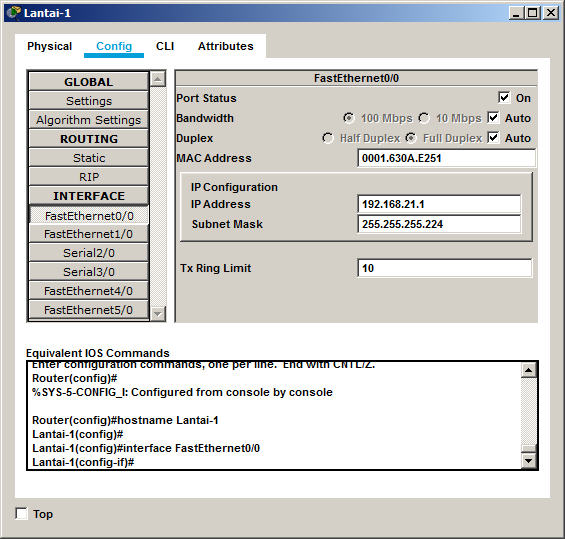 Lantai-1
Physical Config CLI Attributes
GLOBAL
Settings
Algorithm Settings
ROUTING
Static
RIP
INTERFACE
FastEthernet0/0
FastEthernet1/0
Serial2/0
Serial3/0
FastEthernet4/0
FastEthernet5/0
FastEthernet0/0
Port Status On
Bandwidth 100 Mbps 10 Mbps Auto
Duplex Half Duplex Full Duplex Auto
MAC Address 0001.630A.E251
IP Configuration
IP Address 192.168.21.1
Subnet Mask 255.255.255.224
Tx Ring Limit 10
Equivalent IOS Commands
Enter configuration commands, one per line. End with CNTL/Z.
Router(config)#
%SYS-5-CONFIG_I: Configured from console by console
Router(config)#hostname Lantai-1
Lantai-1(config)#
Lantai-1(config)#interface FastEthernet0/0
Lantai-1(config-if)#
Top